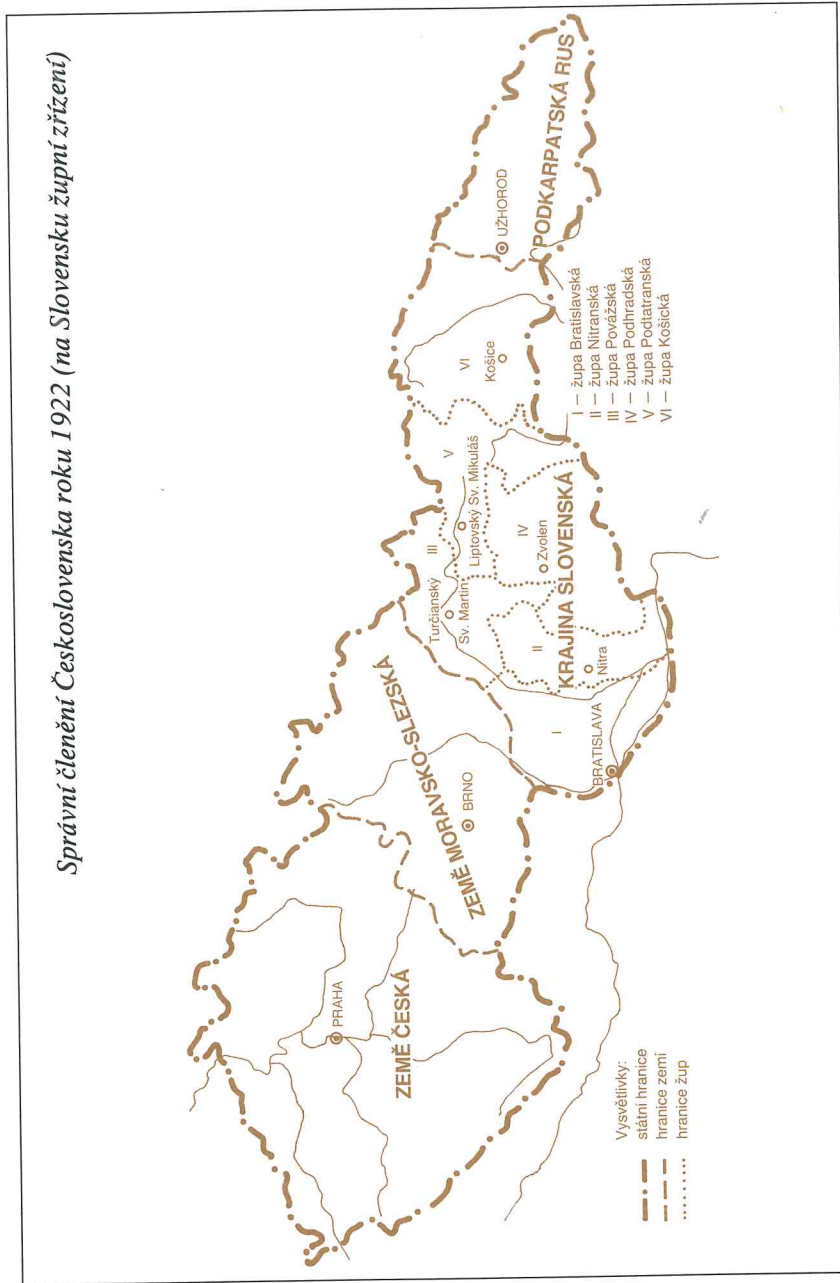 Správní členění Československa roku 1922 (na Slovensku župní zřízení)
PRAHA
ZEMĚ ČESKÁ
ZEMĚ MORAVSKO-SLEZSKÁ
BRNO
KRAJINA SLOVENSKÁ
BRATISLAVA
I
II
Nitra
Turčianský
Sv. Martin
III
Liptovský Sv. Mikuláš
IV
Zvolen
V
VI
Košice
UŽHOROD
PODKARPATSKÁ RUS
I – župa Bratislavská
II – župa Nitranská
III – župa Považská
IV – župa Podhradská
V – župa Podtatranská
VI – župa Košická
Vysvětlivky:
státní hranice
hranice zemí
hranice žup